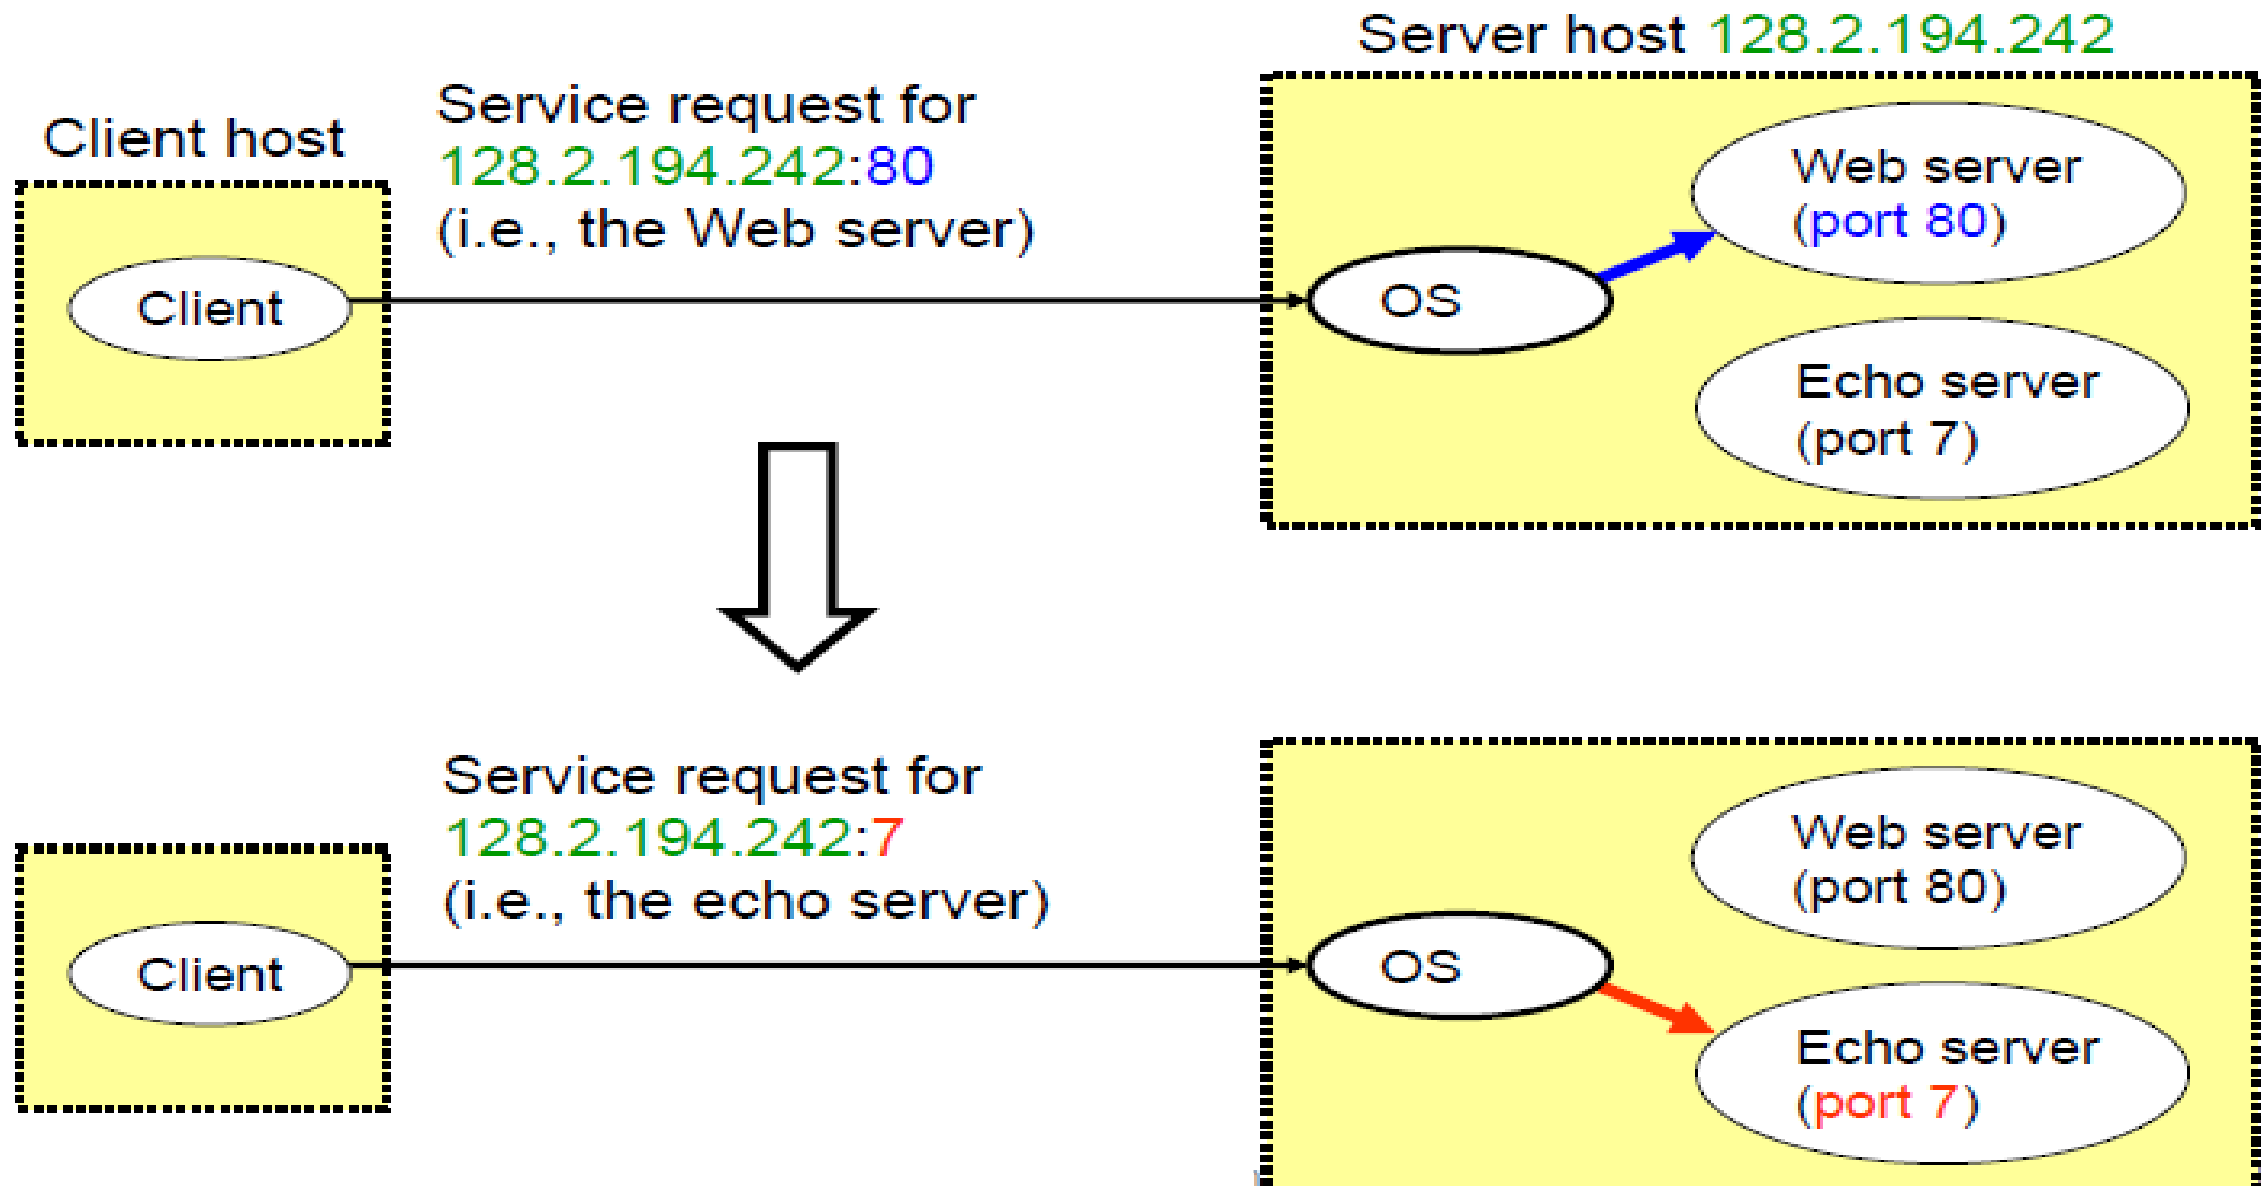 Server host 128.2.194.242
Client host
Service request for
128.2.194.242:80
(i.e., the Web server)
Client
OS
Web server
(port 80)
Echo server
(port 7)
Service request for
128.2.194.242:7
(i.e., the echo server)
Client
OS
Web server
(port 80)
Echo server
(port 7)